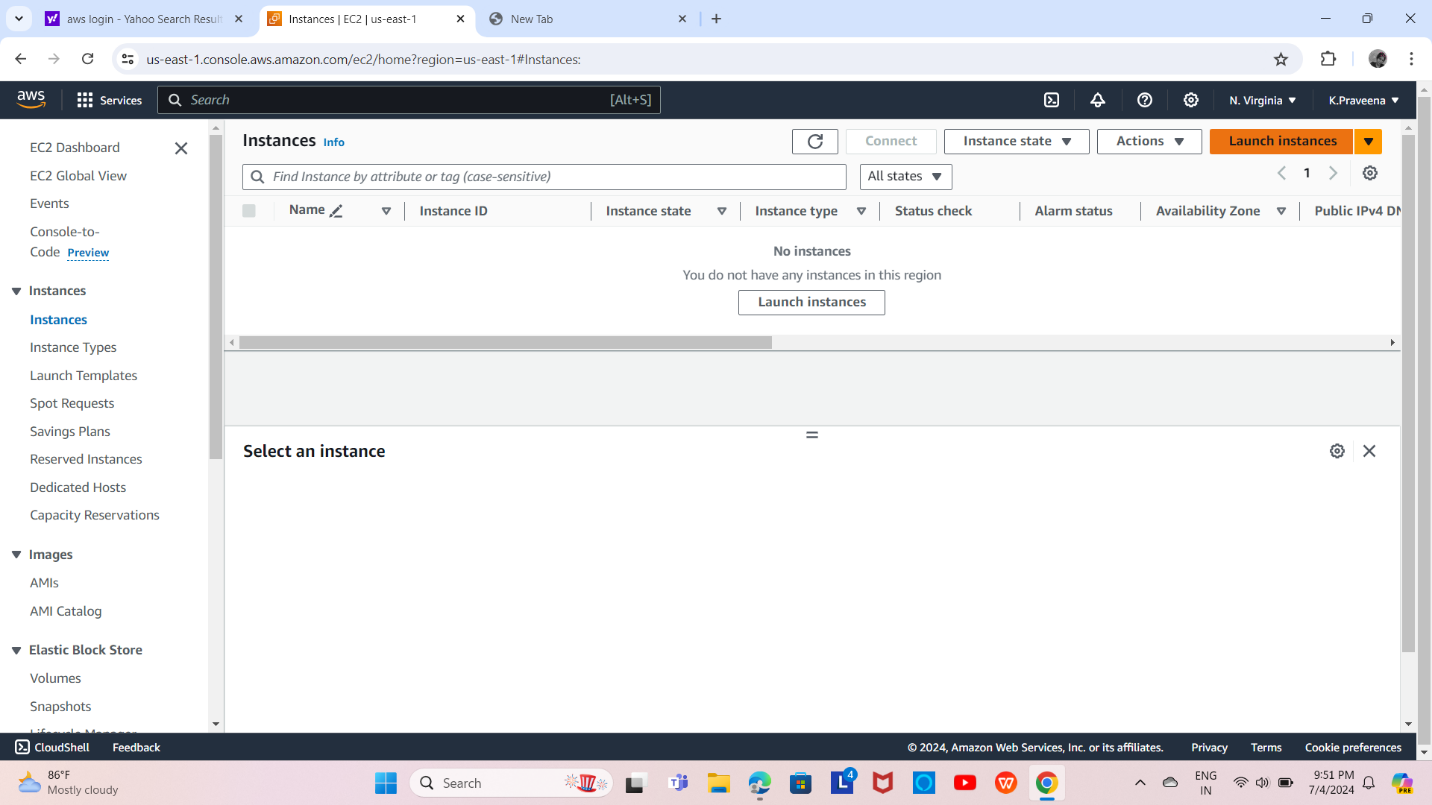 aws login - Yahoo Search Result
Instances | EC2 | us-east-1
New Tab
us-east-1.console.aws.amazon.com/ec2/home?region=us-east-1#Instances:
aws
Services
Search
[Alt+S]
N. Virginia
K.Praveena
EC2 Dashboard
EC2 Global View
Events
Console-to-
Code Preview
Instances
Instances
Instance Types
Launch Templates
Spot Requests
Savings Plans
Reserved Instances
Dedicated Hosts
Capacity Reservations
Images
AMIs
AMI Catalog
Elastic Block Store
Volumes
Snapshots
Lifecycle Manager
Instances Info
Connect
Instance state
Actions
Launch instances
Find Instance by attribute or tag (case-sensitive)
All states
1
Name
Instance ID
Instance state
Instance type
Status check
Alarm status
Availability Zone
Public IPv4 DN
No instances
You do not have any instances in this region
Launch instances
Select an instance
CloudShell
Feedback
© 2024, Amazon Web Services, Inc. or its affiliates.
Privacy
Terms
Cookie preferences
86°F
Mostly cloudy
Search
4
ENG
IN
9:51 PM
7/4/2024
PRE